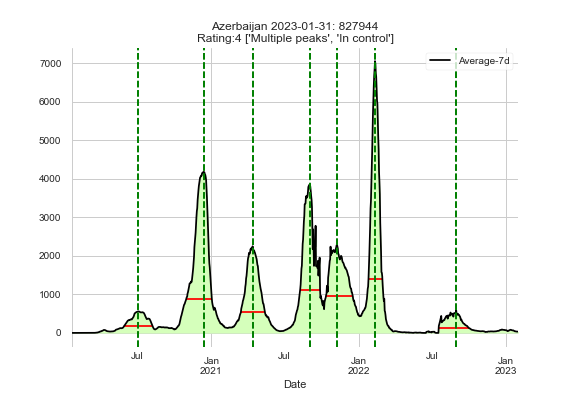 Azerbaijan 2023-01-31: 827944
Rating:4 ['Multiple peaks', 'In control']
Average-7d
7000
6000
5000
4000
3000
2000
1000
0
Jul
Jan
2021
Jul
Jan
2022
Jul
Jan
2023
Date